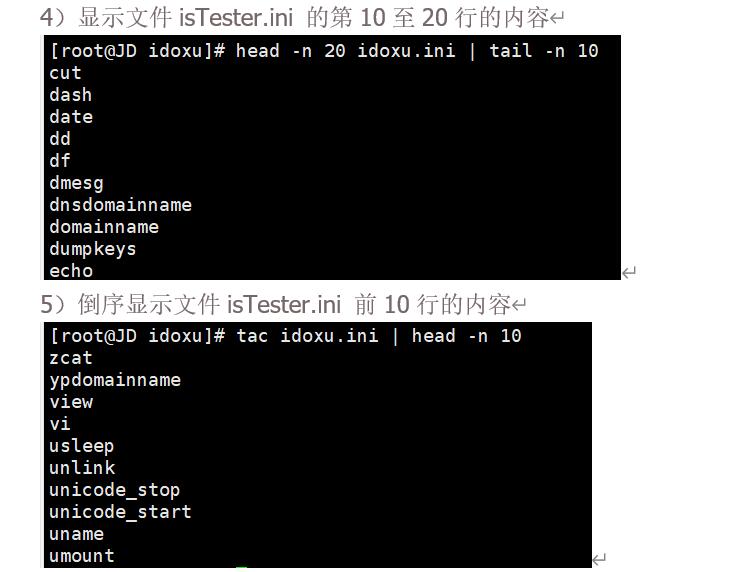 4）显示文件 isTester.ini 的第 10 至 20 行的内容↵
[root@JD idoxu]# head -n 20 idoxu.ini | tail -n 10
cut
dash
date
dd
df
dmesg
dnsdomainname
domainname
dumpkeys
echo
5）倒序显示文件 isTester.ini 前 10 行的内容↵
[root@JD idoxu]# tac idoxu.ini | head -n 10
zcat
ypdomainname
view
vi
usleep
unlink
unicode_stop
unicode_start
uname
umount